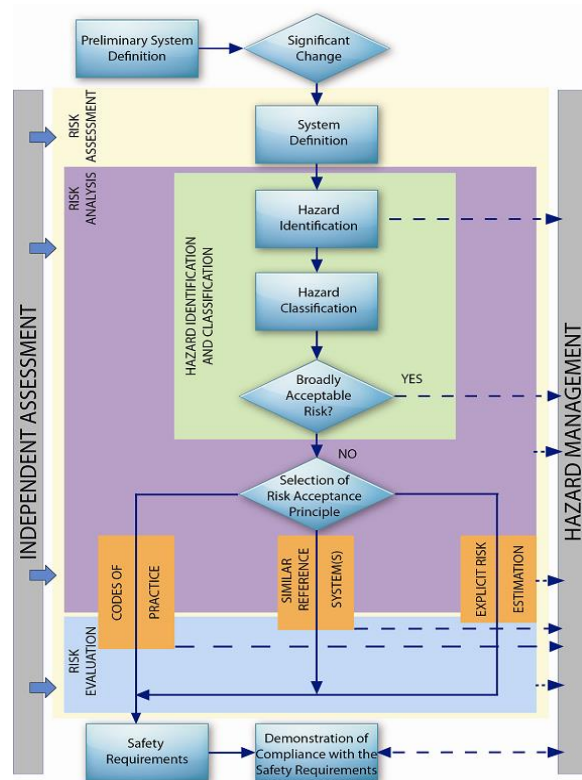 Preliminary System
Definition
Significant
Change
RISK
ASSESSMENT
System
Definition
RISK
ANALYSIS
Hazard
Identification
HAZARD IDENTIFICATION
AND CLASSIFICATION
Hazard
Classification
Broadly
Acceptable
Risk?
YES
NO
INDEPENDENT ASSESSMENT
HAZARD MANAGEMENT
Selection of
Risk Acceptance
Principle
CODES OF
PRACTICE
SIMILAR
REFERENCE
SYSTEM(S)
EXPLICIT RISK
ESTIMATION
RISK
EVALUATION
Safety
Requirements
Demonstration of
Compliance with the
Safety Requirements